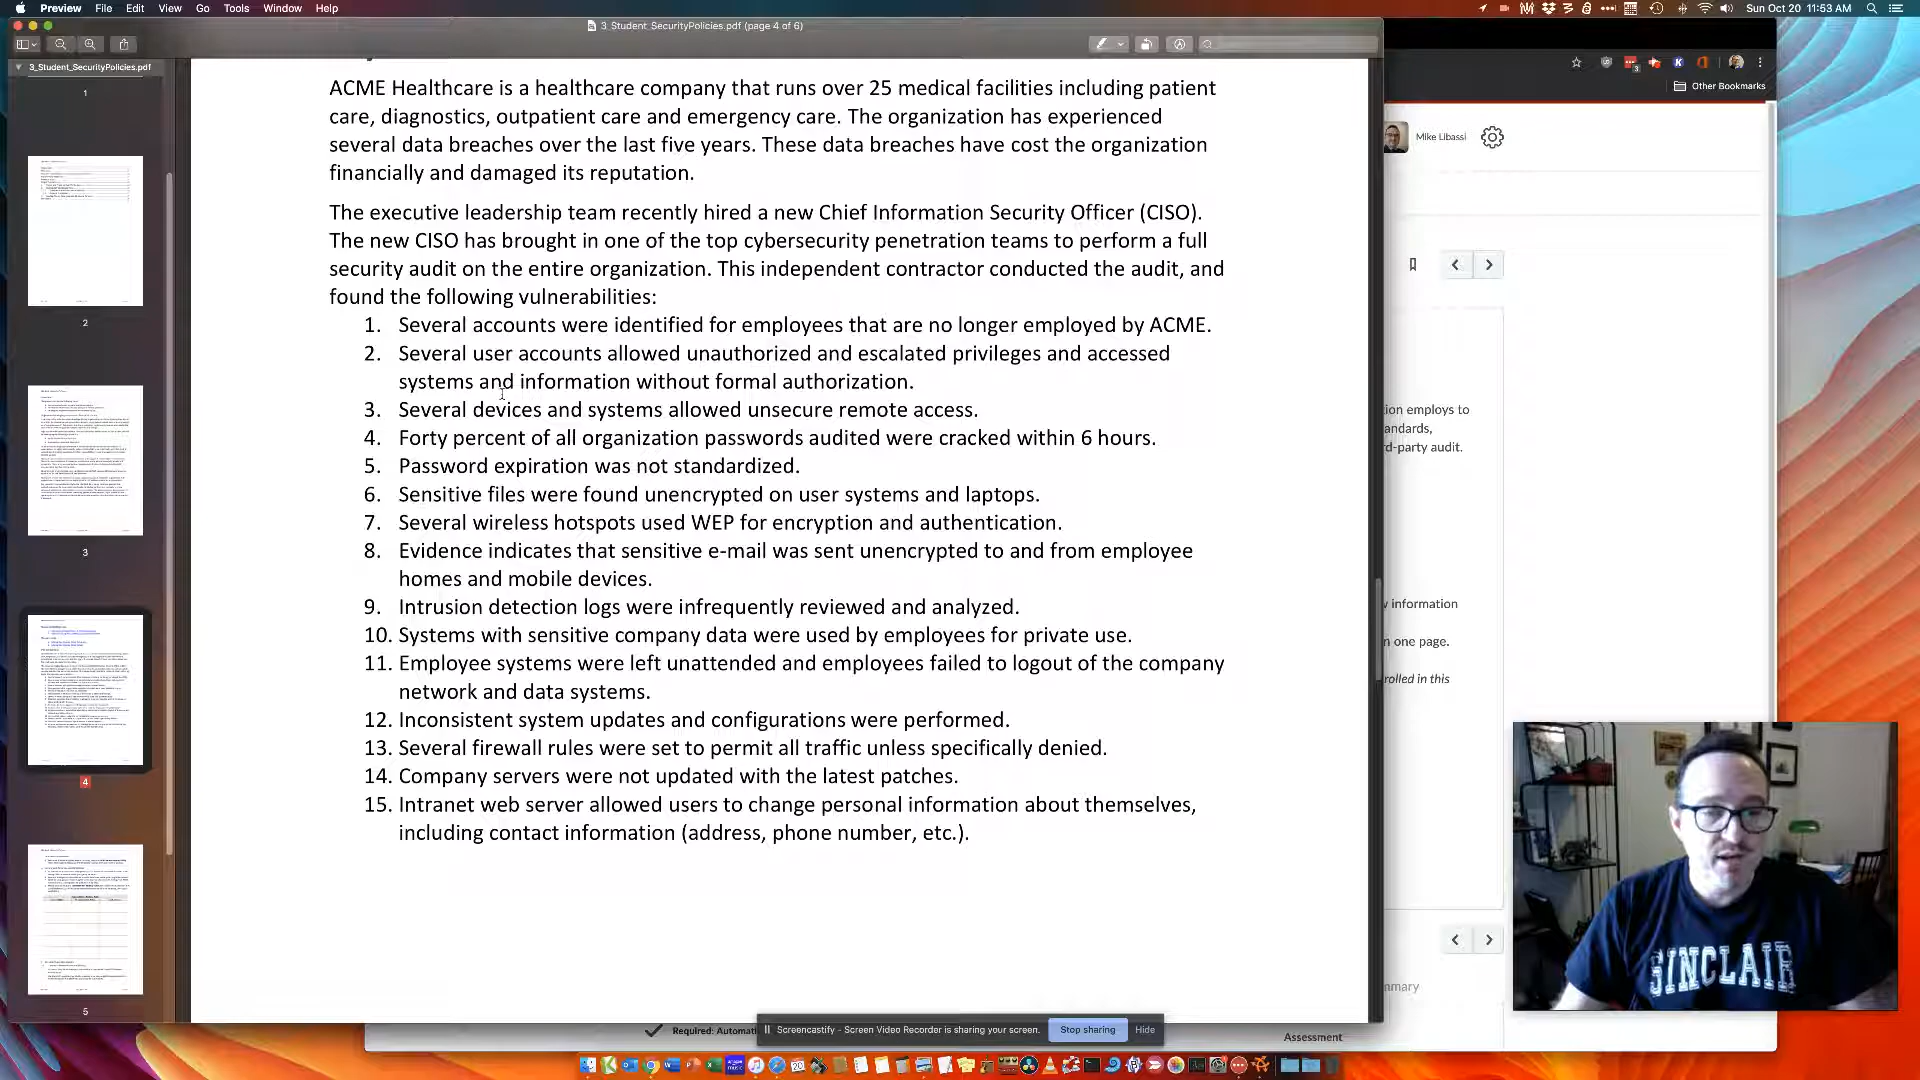 Preview File Edit View Go Tools Window Help
Sun Oct 20 11:53 AM
3_Student_SecurityPolicies.pdf (page 4 of 6)
3_Student_SecurityPolicies.pdf
1
2
3
4
5
ACME Healthcare is a healthcare company that runs over 25 medical facilities including patient
care, diagnostics, outpatient care and emergency care. The organization has experienced
several data breaches over the last five years. These data breaches have cost the organization
financially and damaged its reputation.
The executive leadership team recently hired a new Chief Information Security Officer (CISO).
The new CISO has brought in one of the top cybersecurity penetration teams to perform a full
security audit on the entire organization. This independent contractor conducted the audit, and
found the following vulnerabilities:
1. Several accounts were identified for employees that are no longer employed by ACME.
2. Several user accounts allowed unauthorized and escalated privileges and accessed
systems and information without formal authorization.
3. Several devices and systems allowed unsecure remote access.
4. Forty percent of all organization passwords audited were cracked within 6 hours.
5. Password expiration was not standardized.
6. Sensitive files were found unencrypted on user systems and laptops.
7. Several wireless hotspots used WEP for encryption and authentication.
8. Evidence indicates that sensitive e-mail was sent unencrypted to and from employee
homes and mobile devices.
9. Intrusion detection logs were infrequently reviewed and analyzed.
10. Systems with sensitive company data were used by employees for private use.
11. Employee systems were left unattended and employees failed to logout of the company
network and data systems.
12. Inconsistent system updates and configurations were performed.
13. Several firewall rules were set to permit all traffic unless specifically denied.
14. Company servers were not updated with the latest patches.
15. Intranet web server allowed users to change personal information about themselves,
including contact information (address, phone number, etc.).
Other Bookmarks
Mike Libassi
ion employs to
andards,
rd-party audit.
information
n one page.
rolled in this
mmary
SINCLAIR
Required: Automati
Screencastify - Screen Video Recorder is sharing your screen.
Stop sharing
Hide
Assessment